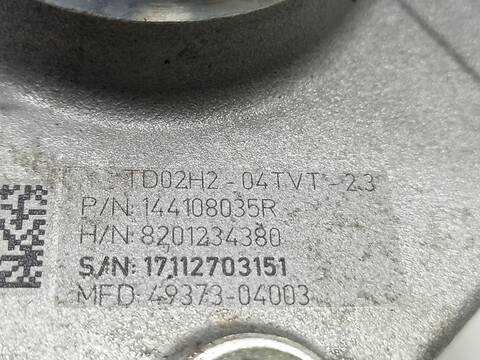 TD02H2-04TVT-2.3
P/N: 144108035R
H/N: 8201234380
S/N: 17112703151
MFD: 49373-04003